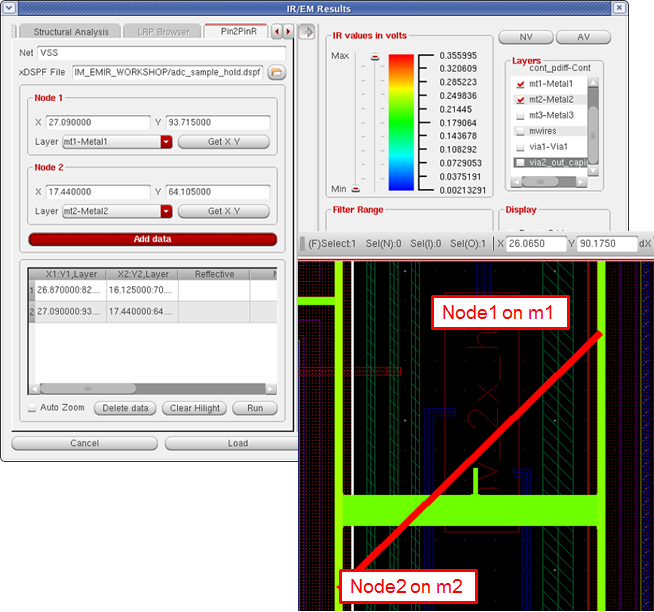 IR/EM Results
Structural Analysis
LRP Browser
Pin2PinR
Net VSS
xDSPF File IM_EMIR_WORKSHOP/adc_sample_hold.dspf
Node 1
X 27.090000 Y 93.715000
Layer mt1-Metal1 Get X Y
Node 2
X 17.440000 Y 64.105000
Layer mt2-Metal2 Get X Y
Add data
X1:Y1,Layer X2:Y2,Layer Reffective
1 26.870000:82... 16.125000:70...
2 27.090000:93... 17.440000:64...
Auto Zoom Delete data Clear Hilight Run
Cancel Load
IR values in volts
Max
0.355995
0.320609
0.285223
0.249836
0.21445
0.179064
0.143678
0.108292
0.0729053
0.0375191
Min 0.00213291
NV AV
Layers
cont_pdiff-Cont
mt1-Metal1
mt2-Metal2
mt3-Metal3
mwires
via1-Via1
via2_out_capi
Filter Range
Display
(F)Select:1 Sel(N):0 Sel(I):0 Sel(O):1 X 26.0650 Y 90.1750 dX
Node1 on m1
Node2 on m2